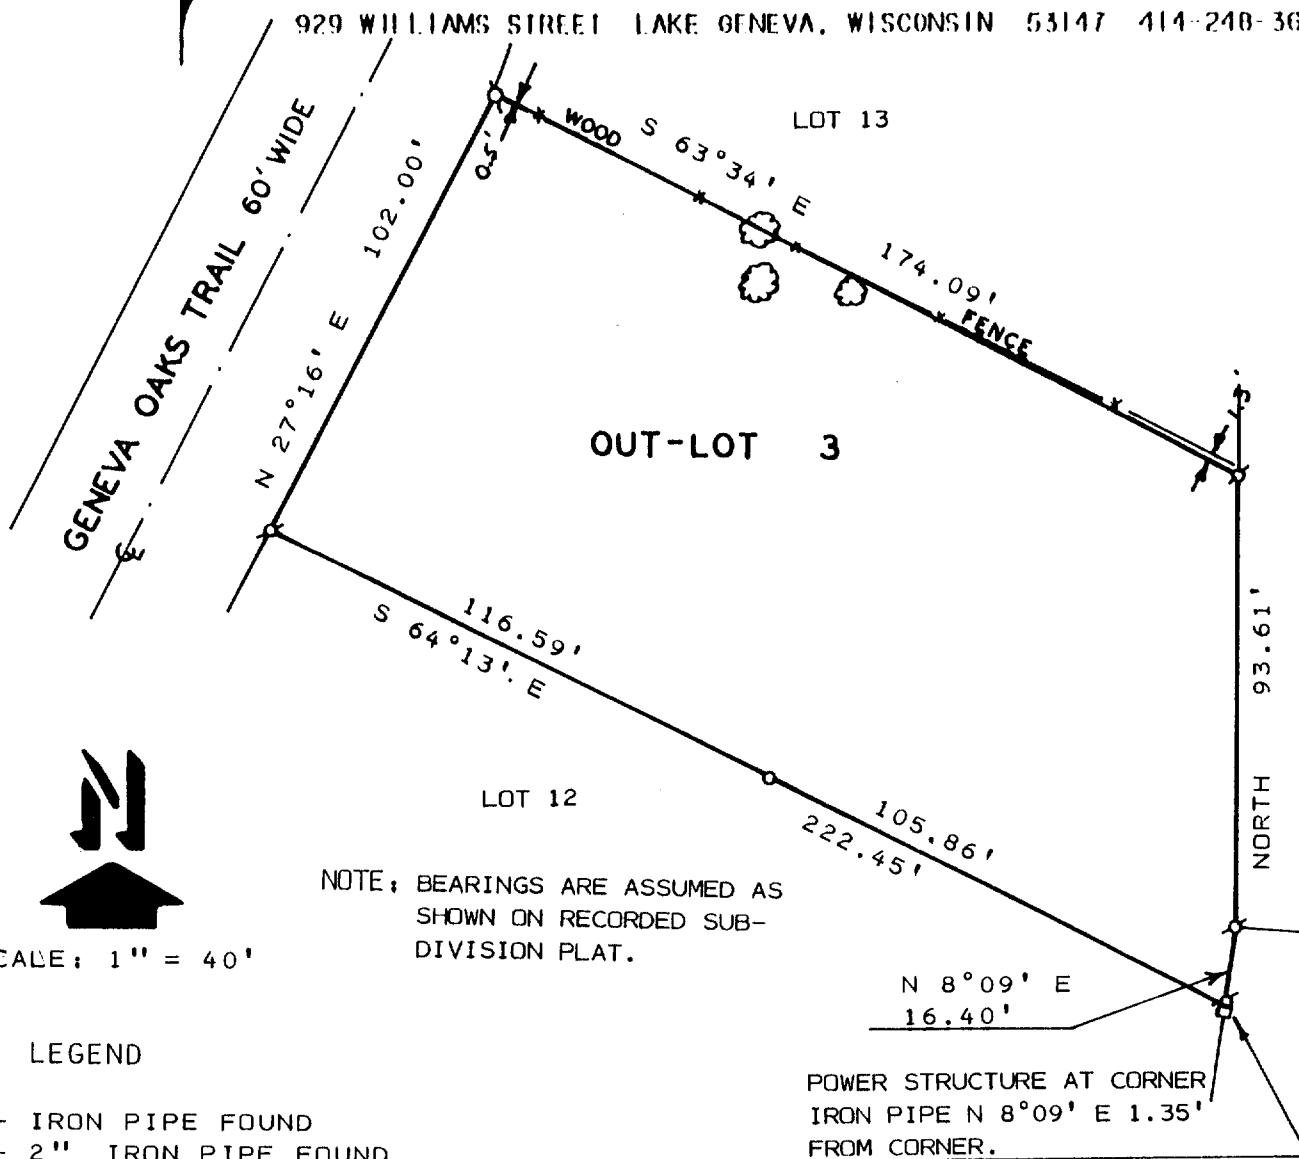 929 WILLIAMS STREET LAKE GENEVA, WISCONSIN 53147 414-248-
LOT 13
GENEVA OAKS TRAIL 60' WIDE
N 27°16' E 102.00'
0.5'
WOOD
S 63°34' E
174.09'
FENCE
OUT-LOT 3
116.59'
S 64°13' E
93.61'
NORTH
N
LOT 12
105.86'
222.45'
NOTE: BEARINGS ARE ASSUMED AS
SHOWN ON RECORDED SUB-
DIVISION PLAT.
CALE: 1" = 40'
N 8°09' E
16.40'
LEGEND
POWER STRUCTURE AT CORNER
IRON PIPE N 8°09' E 1.35'
FROM CORNER.
- IRON PIPE FOUND
- 2" IRON PIPE FOUND